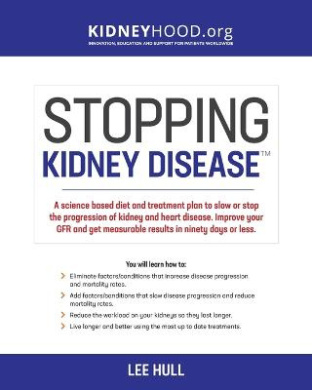 KIDNEYHOOD.org
INNOVATION, EDUCATION AND SUPPORT FOR PATIENTS WORLDWIDE
STOPPING
KIDNEY DISEASE™
A science based diet and treatment plan to slow or stop
the progression of kidney and heart disease. Improve your
GFR and get measurable results in ninety days or less.
You will learn how to:
Eliminate factors/conditions that increase disease progression
and mortality rates.
Add factors/conditions that slow disease progression and reduce
mortality rates.
Reduce the workload on your kidneys so they last longer.
Live longer and better using the most up to date treatments.
LEE HULL